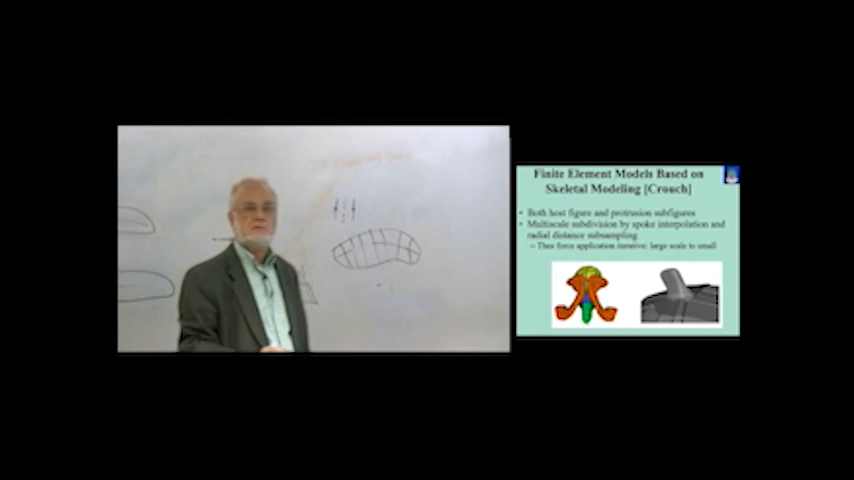 Finite Element Models Based on
Skeletal Modeling [Crouch]
• Both host figure and protrusion subfigures
• Multiscale subdivision by spoke interpolation and
radial distance subsampling
– Thus force application iterative: large scale to small